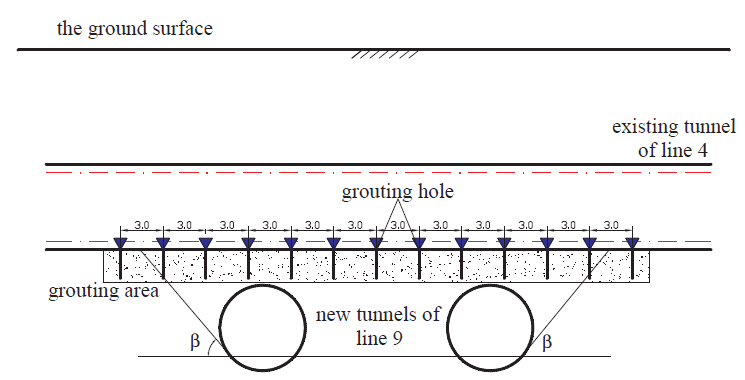 the ground surface
existing tunnel
of line 4
grouting hole
3.0 3.0 3.0 3.0 3.0 3.0 3.0 3.0 3.0 3.0 3.0 3.0
grouting area
new tunnels of
line 9
β β